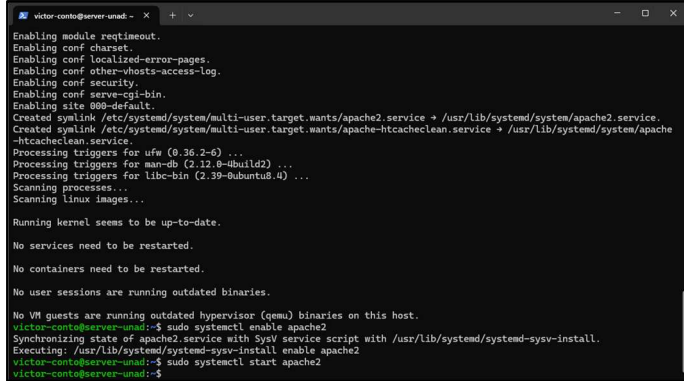 victor-conto@server-unad: ~
Enabling module reqtimeout.
Enabling conf charset.
Enabling conf localized-error-pages.
Enabling conf other-vhosts-access-log.
Enabling conf security.
Enabling conf serve-cgi-bin.
Enabling site 000-default.
Created symlink /etc/systemd/system/multi-user.target.wants/apache2.service → /usr/lib/systemd/system/apache2.service.
Created symlink /etc/systemd/system/multi-user.target.wants/apache-htcacheclean.service → /usr/lib/systemd/system/apache
-htcacheclean.service.
Processing triggers for ufw (0.36.2-6) ...
Processing triggers for man-db (2.12.0-4build2) ...
Processing triggers for libc-bin (2.39-0ubuntu8.4) ...
Scanning processes...
Scanning linux images...
Running kernel seems to be up-to-date.
No services need to be restarted.
No containers need to be restarted.
No user sessions are running outdated binaries.
No VM guests are running outdated hypervisor (qemu) binaries on this host.
victor-conto@server-unad:~$ sudo systemctl enable apache2
Synchronizing state of apache2.service with SysV service script with /usr/lib/systemd/systemd-sysv-install.
Executing: /usr/lib/systemd/systemd-sysv-install enable apache2
victor-conto@server-unad:~$ sudo systemctl start apache2
victor-conto@server-unad:~$